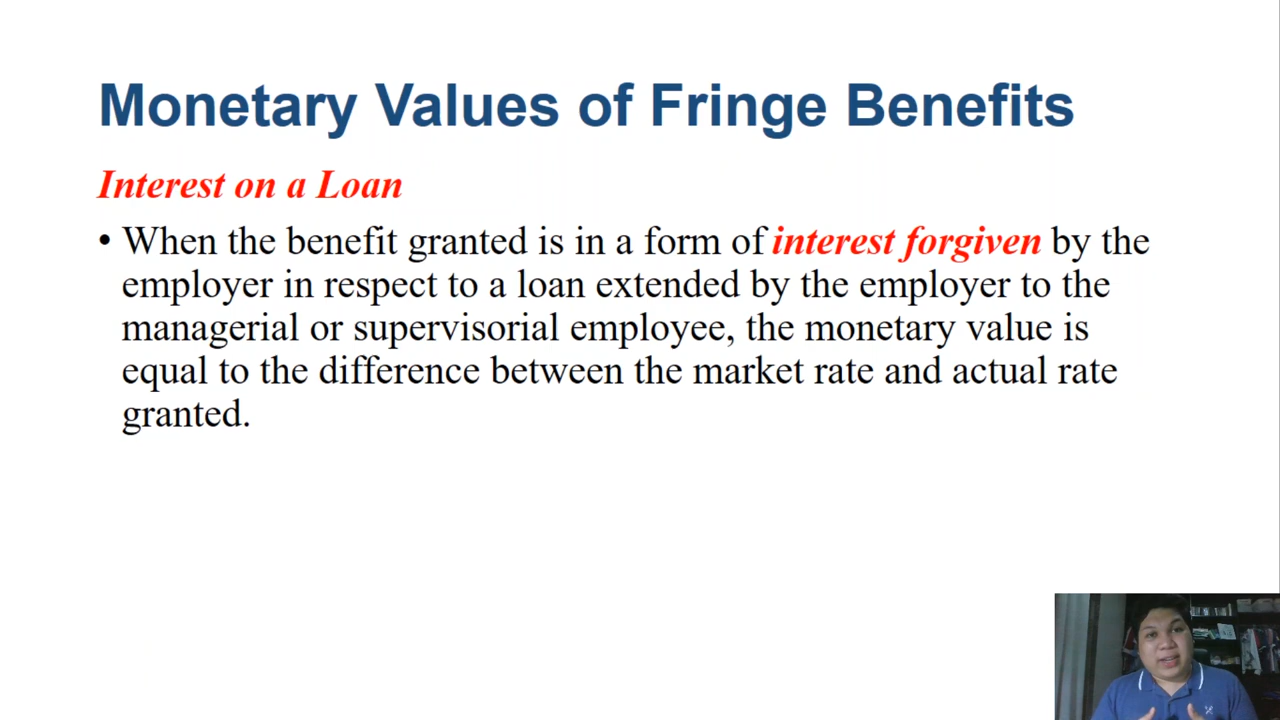 Monetary Values of Fringe Benefits
Interest on a Loan
• When the benefit granted is in a form of interest forgiven by the
employer in respect to a loan extended by the employer to the
managerial or supervisorial employee, the monetary value is
equal to the difference between the market rate and actual rate
granted.